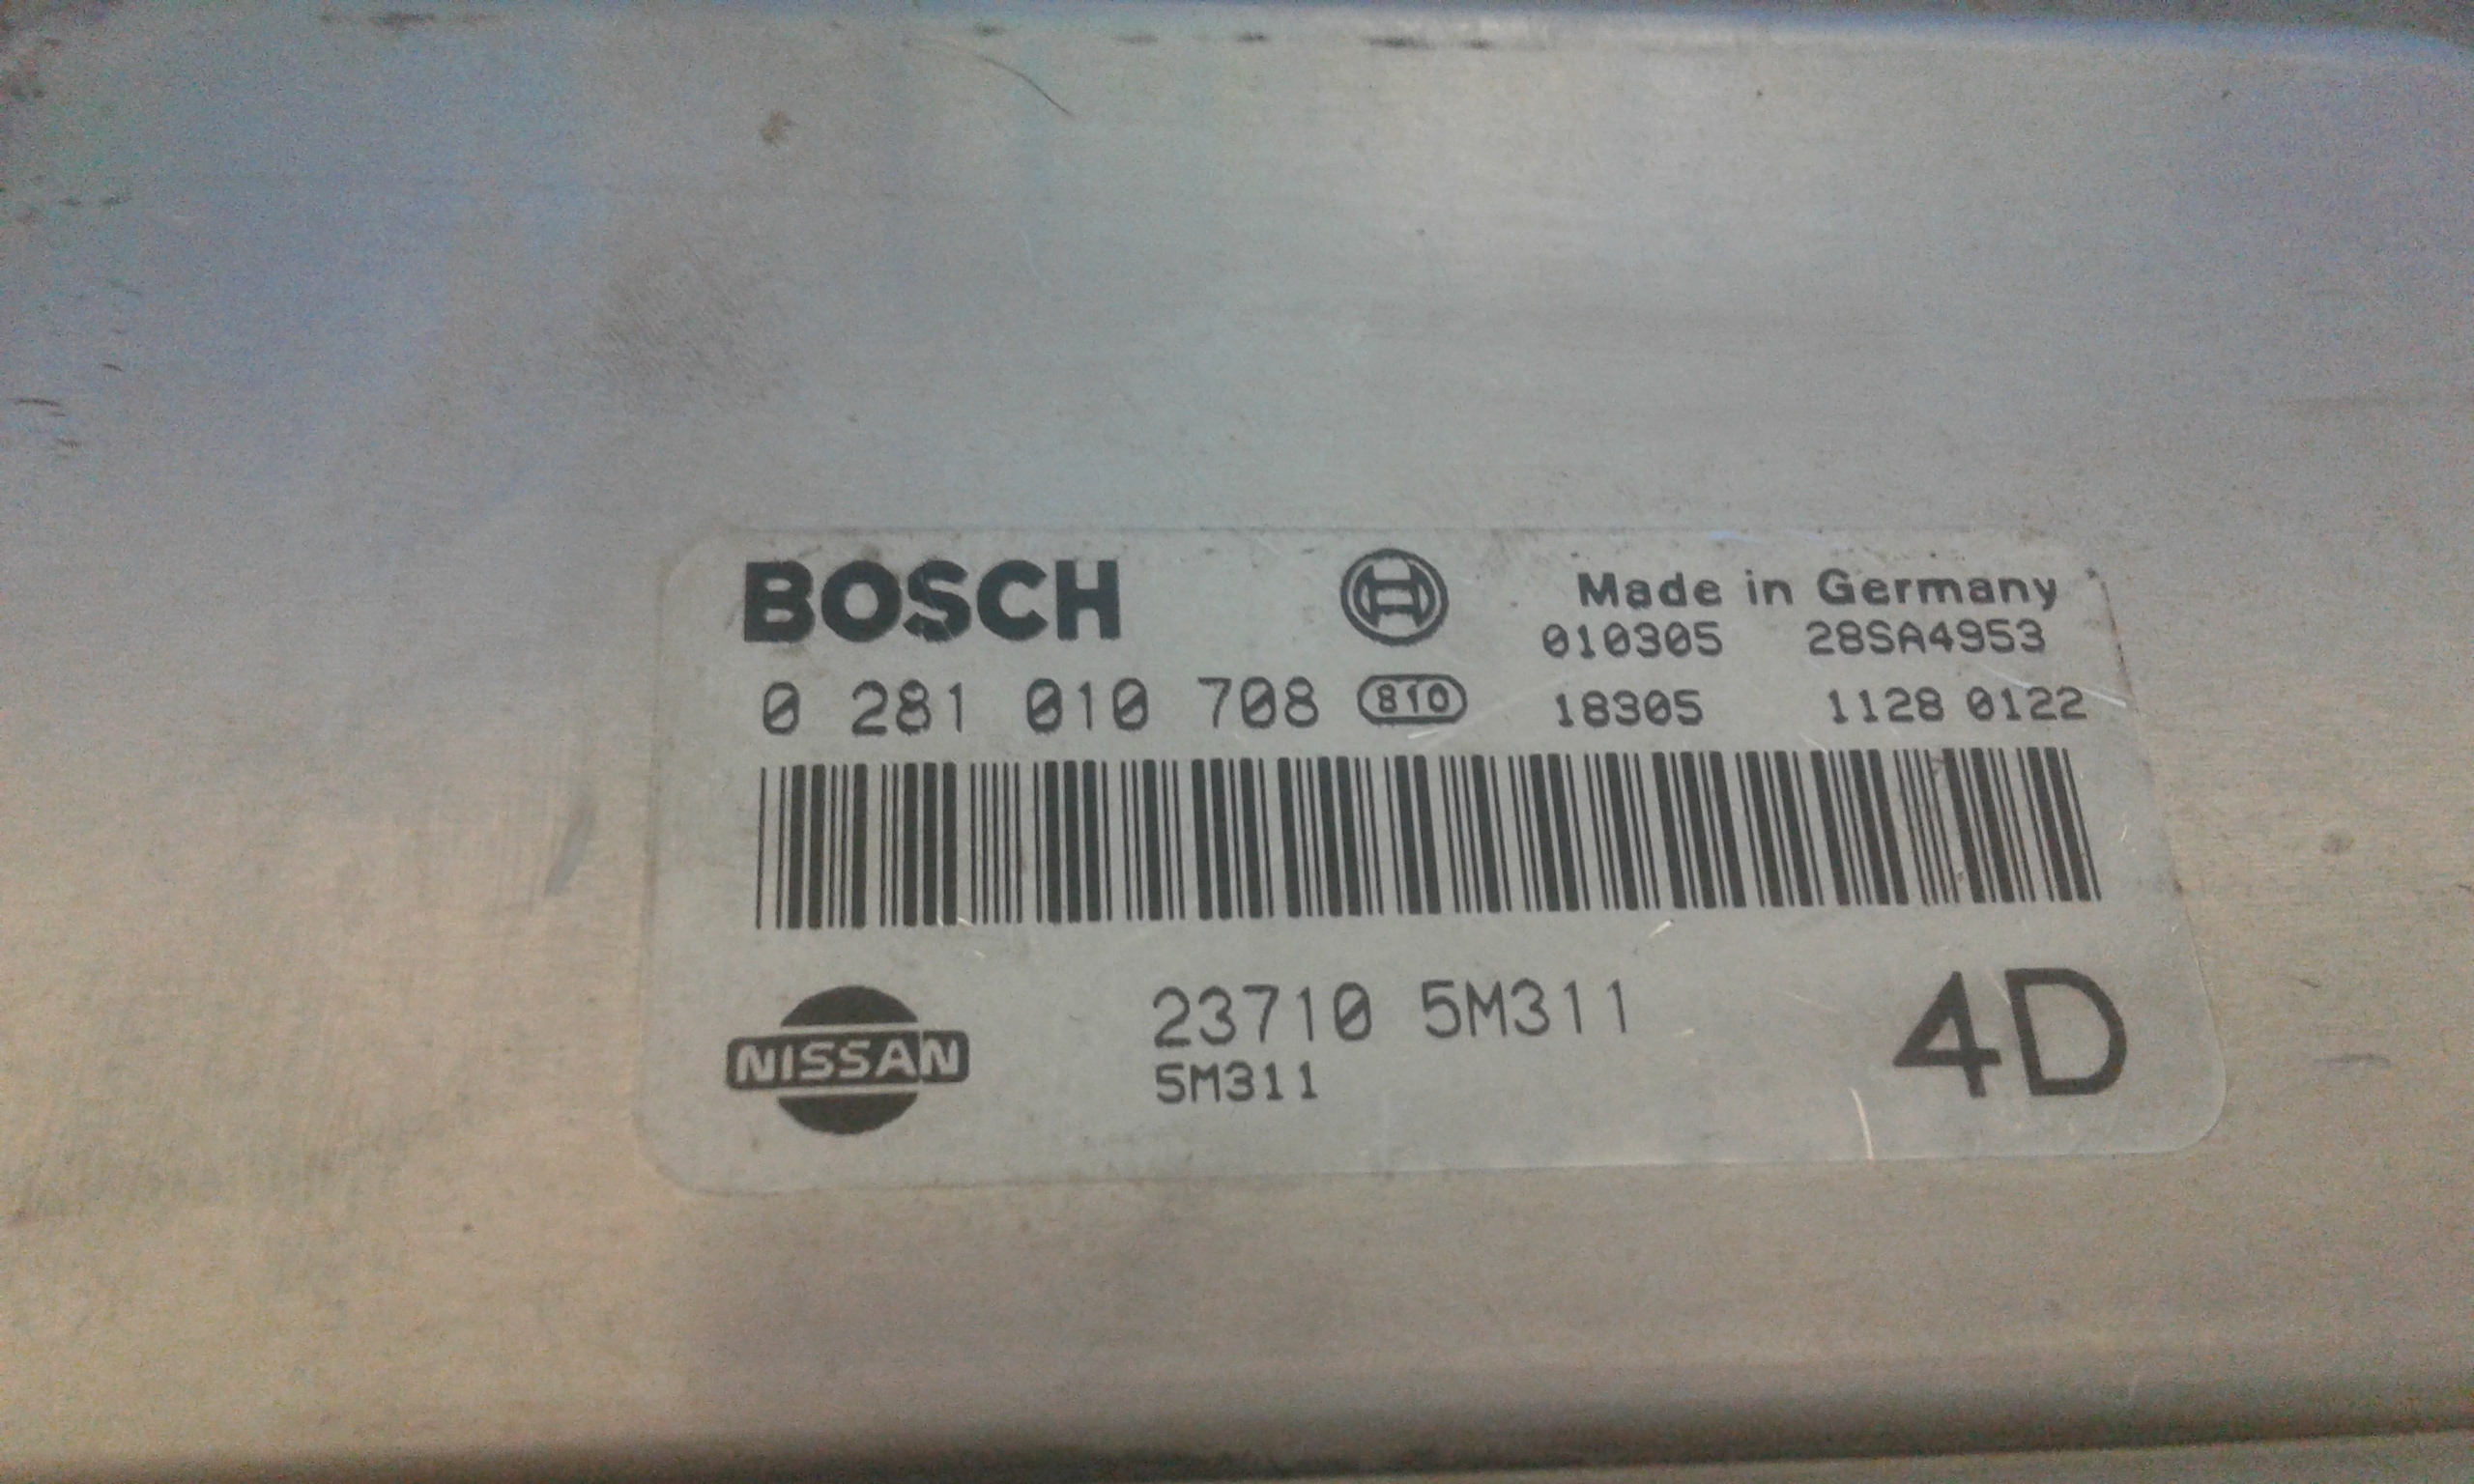 BOSCH
Made in Germany
010305 28SA4953
0 281 010 708 810 18305 1128 0122
NISSAN
23710 5M311
5M311
4D